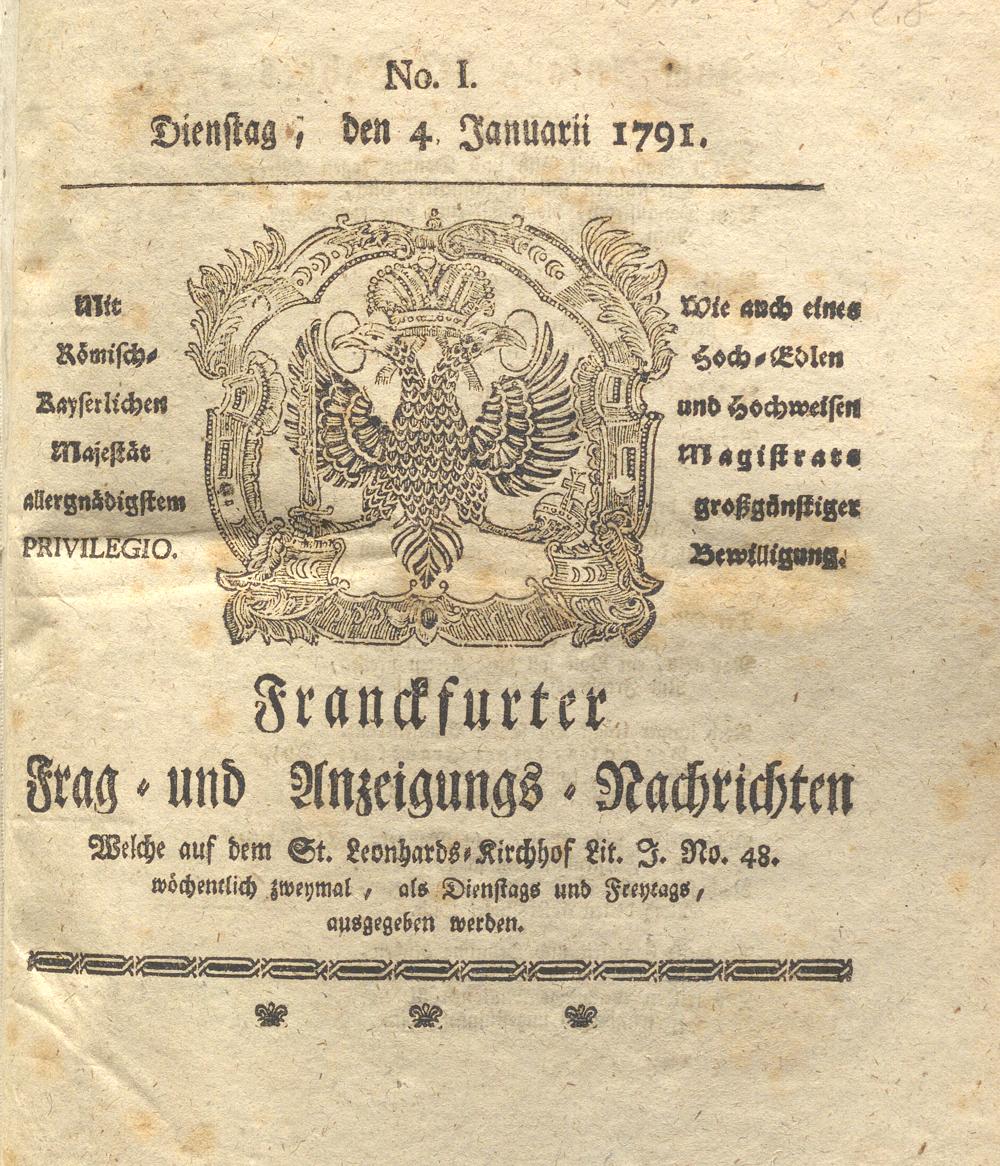 No. I.
Dienstag, den 4. Januarii 1791.
Mit
Römisch-
Kayserlichen
Majestät
allergnädigstem
PRIVILEGIO.
Wie auch eines
Hoch-Edlen
und Hochweisen
Magistrats
großgünstiger
Bewilligung.
Franckfurter
Frag- und Anzeigungs-Nachrichten
Welche auf dem St. Leonhards-Kirchhof Lit. J. No. 48.
wöchentlich zweymal, als Dienstags und Freytags,
ausgegeben werden.